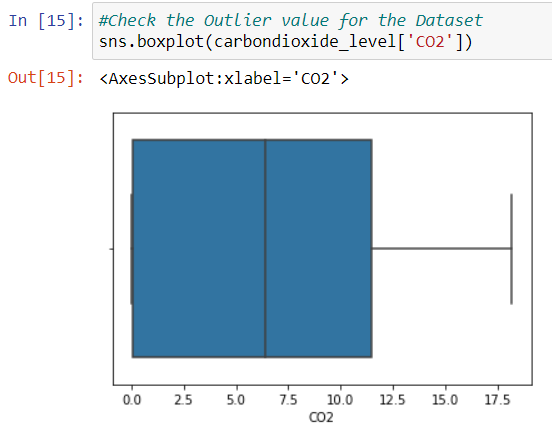 In [15]: #Check the Outlier value for the Dataset
sns.boxplot(carbondioxide_level['CO2'])
Out[15]: <AxesSubplot:xlabel='CO2'>
0.0 2.5 5.0 7.5 10.0 12.5 15.0 17.5
CO2